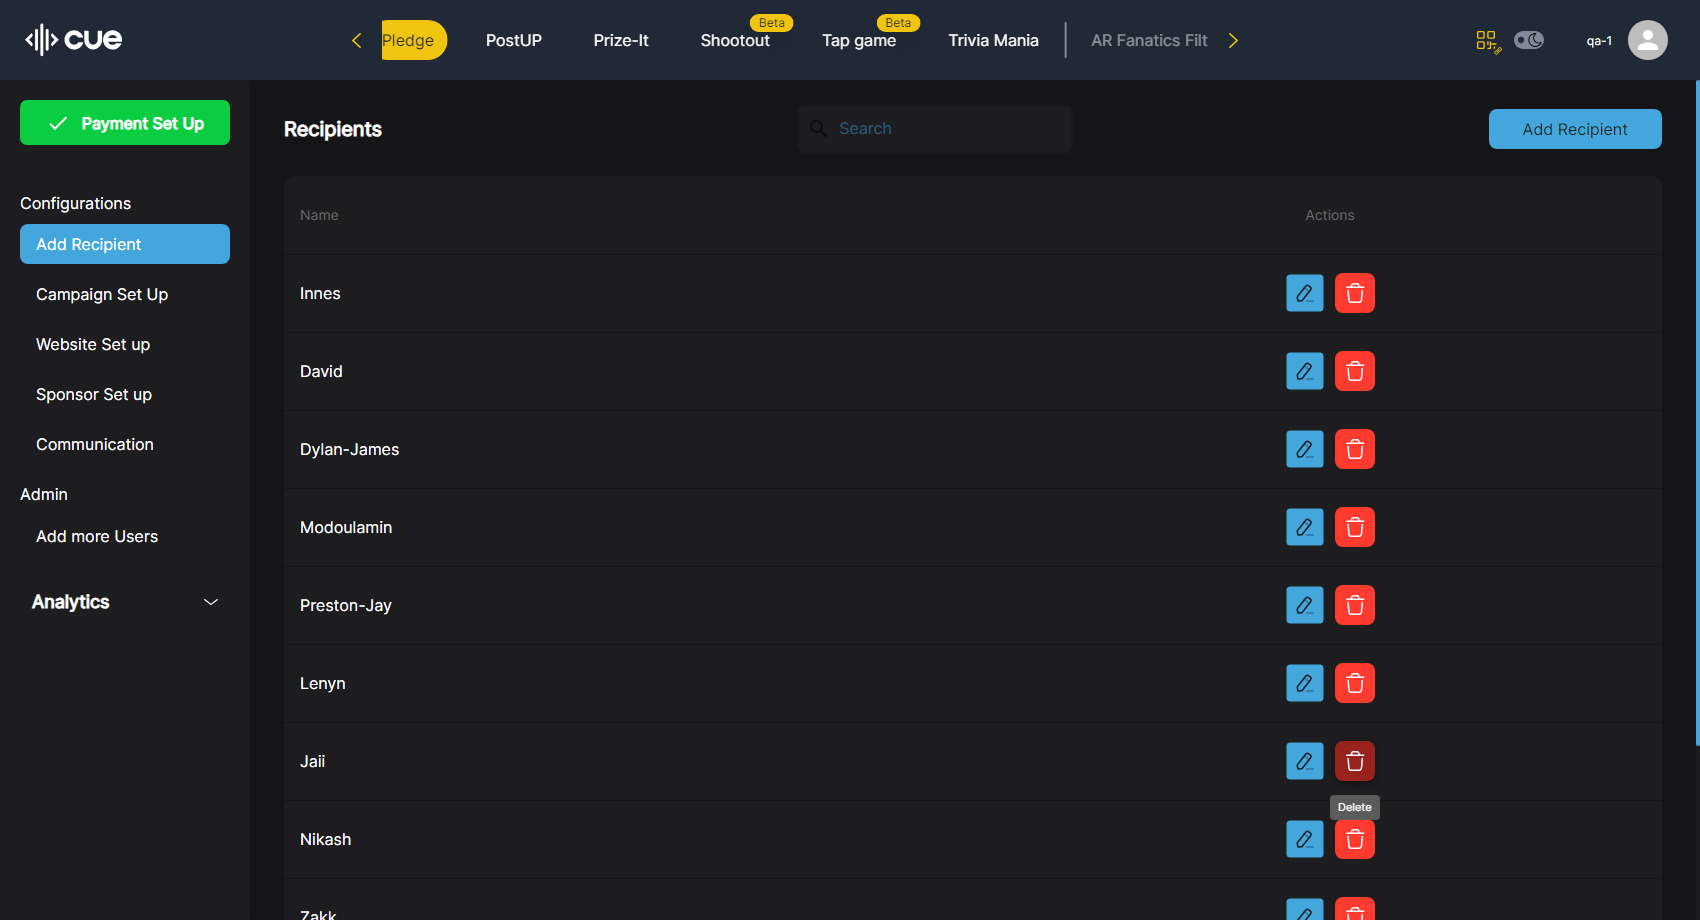 cue
Pledge
PostUP
Prize-It
Shootout
Beta
Tap game
Beta
Trivia Mania
AR Fanatics Filt
qa-1
Payment Set Up
Configurations
Add Recipient
Campaign Set Up
Website Set up
Sponsor Set up
Communication
Admin
Add more Users
Analytics
Recipients
Search
Add Recipient
Name
Actions
Innes
David
Dylan-James
Modoulamin
Preston-Jay
Lenyn
Jaii
Delete
Nikash
Zakk